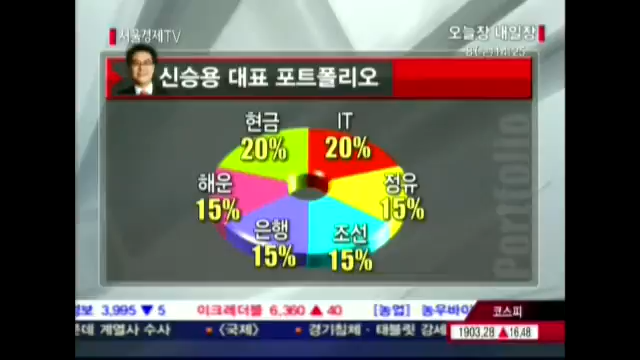 서울경제TV
오늘장 내일장
신승용 대표 포트폴리오
현금
20%
IT
20%
해운
15%
정유
15%
은행
15%
조선
15%
Portfolio
3,995 ▼ 5 이크레더블 6,360 ▲ 40 [농업] 농우바이
계열사 수사 ■ <국제> ■ 경기침체·태블릿 강세
코스피
1903,28 ▲16,48